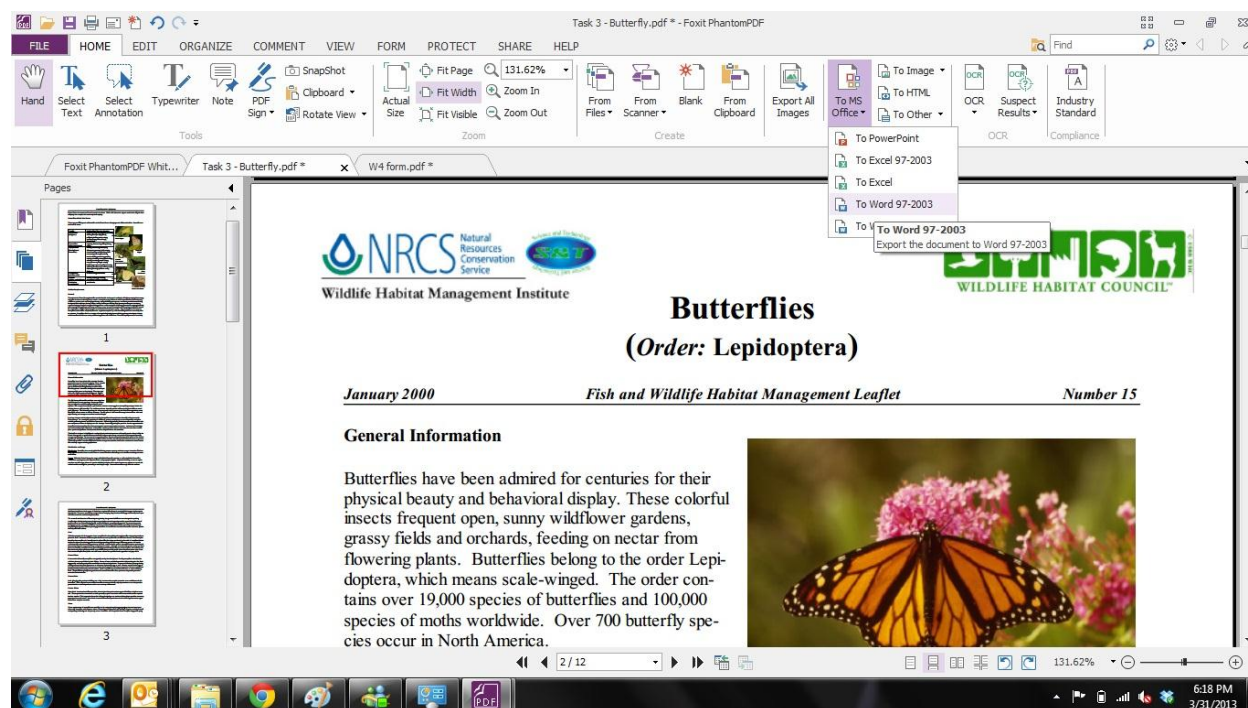 Task 3 - Butterfly.pdf * - Foxit PhantomPDF
FILE HOME EDIT ORGANIZE COMMENT VIEW FORM PROTECT SHARE HELP
Find
Hand
Select Text
Select Annotation
Typewriter
Note
PDF Sign
SnapShot
Clipboard
Rotate View
Tools
Actual Size
Fit Page
Fit Width
Fit Visible
131.62%
Zoom In
Zoom Out
Zoom
From Files
From Scanner
Blank
From Clipboard
Create
Export All Images
To MS Office
To Image
To HTML
To Other
OCR
OCR
Suspect Results
OCR
Industry Standard
Compliance
To PowerPoint
To Excel 97-2003
To Excel
To Word 97-2003
To W
To Word 97-2003
Export the document to Word 97-2003
Foxit PhantomPDF Whit...
Task 3 - Butterfly.pdf *
x
W4 form.pdf *
Pages
1
2
3
NRCS
Natural
Resources
Conservation
Service
Wildlife Habitat Management Institute
WILDLIFE HABITAT COUNCIL
Butterflies
(Order: Lepidoptera)
January 2000 Fish and Wildlife Habitat Management Leaflet Number 15
General Information
Butterflies have been admired for centuries for their
physical beauty and behavioral display. These colorful
insects frequent open, sunny wildflower gardens,
grassy fields and orchards, feeding on nectar from
flowering plants. Butterflies belong to the order Lepi-
doptera, which means scale-winged. The order con-
tains over 19,000 species of butterflies and 100,000
species of moths worldwide. Over 700 butterfly spe-
cies occur in North America.
2 / 12
131.62%
PDF
6:18 PM
3/31/2013